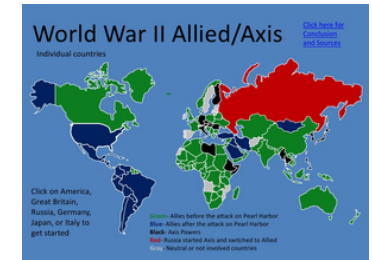 World War II Allied/Axis
Click here for
Conclusion
and Sources
Individual countries
Click on America,
Great Britain,
Russia, Germany,
Japan, or Italy to
get started
Green- Allies before the attack on Pearl Harbor
Blue- Allies after the attack on Pearl Harbor
Black- Axis Powers
Red- Russia started Axis and switched to Allied
Gray- Neutral or not involved countries